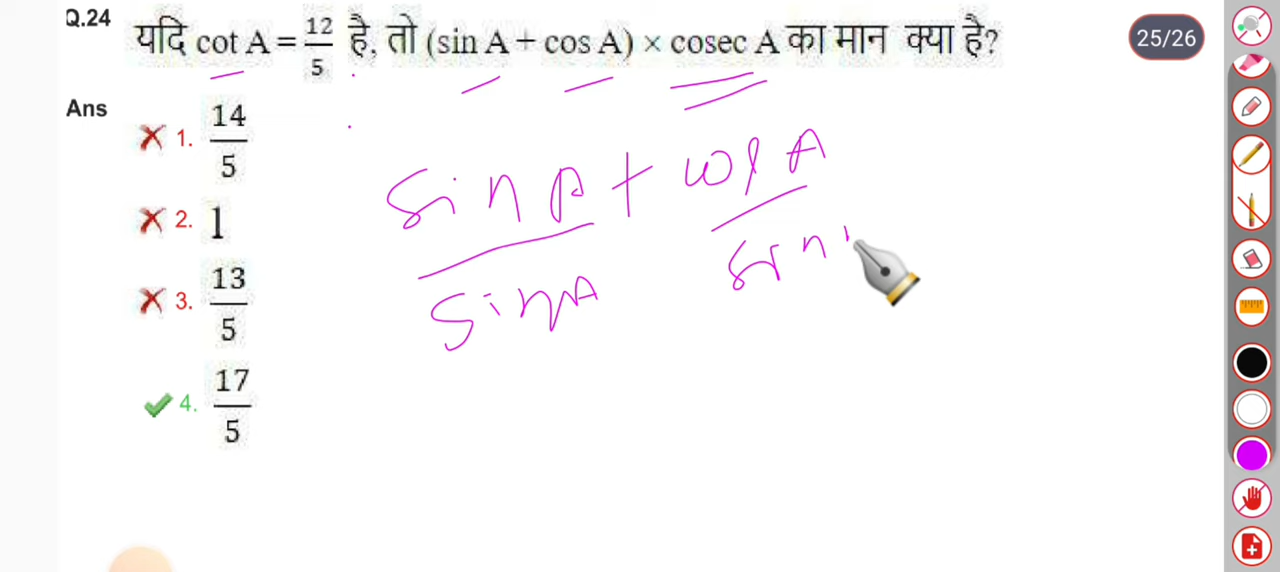 Q.24 यदि cot A = 12/5 है, तो (sin A + cos A) × cosec A का मान क्या है?
25/26
Ans
1. 14/5
2. 1
3. 13/5
4. 17/5
sin A / sin A + cos A / sin